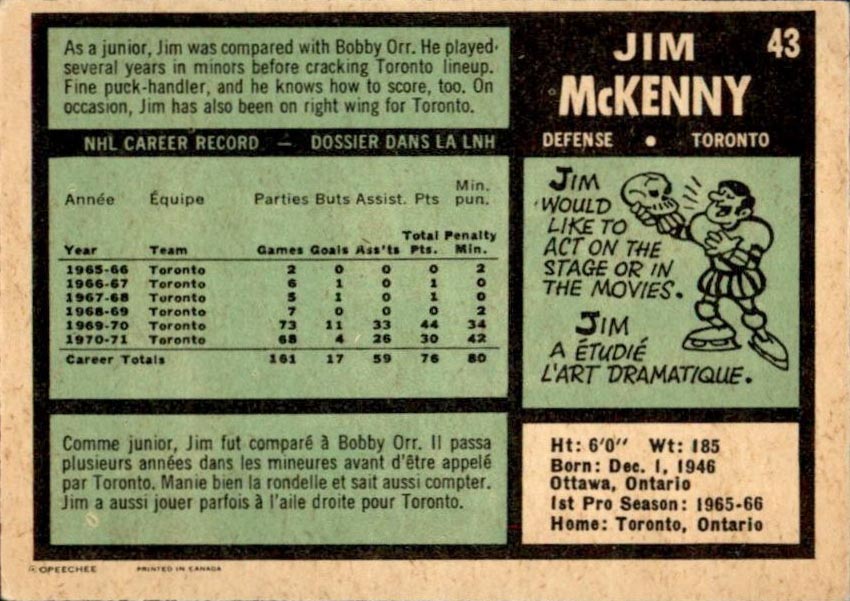 As a junior, Jim was compared with Bobby Orr. He played
several years in minors before cracking Toronto lineup.
Fine puck-handler, and he knows how to score, too. On
occasion, Jim has also been on right wing for Toronto.
NHL CAREER RECORD — DOSSIER DANS LA LNH
Année Équipe Parties Buts Assist. Pts Min. pun.
Year Team Games Goals Ass'ts Total Pts. Penalty Min.
1965-66 Toronto 2 0 0 0 2
1966-67 Toronto 6 1 0 1 0
1967-68 Toronto 5 1 0 1 0
1968-69 Toronto 7 0 0 0 2
1969-70 Toronto 73 11 33 44 34
1970-71 Toronto 68 4 26 30 42
Career Totals 161 17 59 76 80
Comme junior, Jim fut comparé à Bobby Orr. Il passa
plusieurs années dans les mineures avant d'être appelé
par Toronto. Manie bien la rondelle et sait aussi compter.
Jim a aussi jouer parfois à l'aile droite pour Toronto.
JIM 43
McKENNY
DEFENSE • TORONTO
JIM
WOULD
LIKE TO
ACT ON THE
STAGE OR IN
THE MOVIES.
JIM
A ÉTUDIÉ
L'ART DRAMATIQUE.
Ht: 6'0" Wt: 185
Born: Dec. 1, 1946
Ottawa, Ontario
1st Pro Season: 1965-66
Home: Toronto, Ontario
© OPEECHEE PRINTED IN CANADA